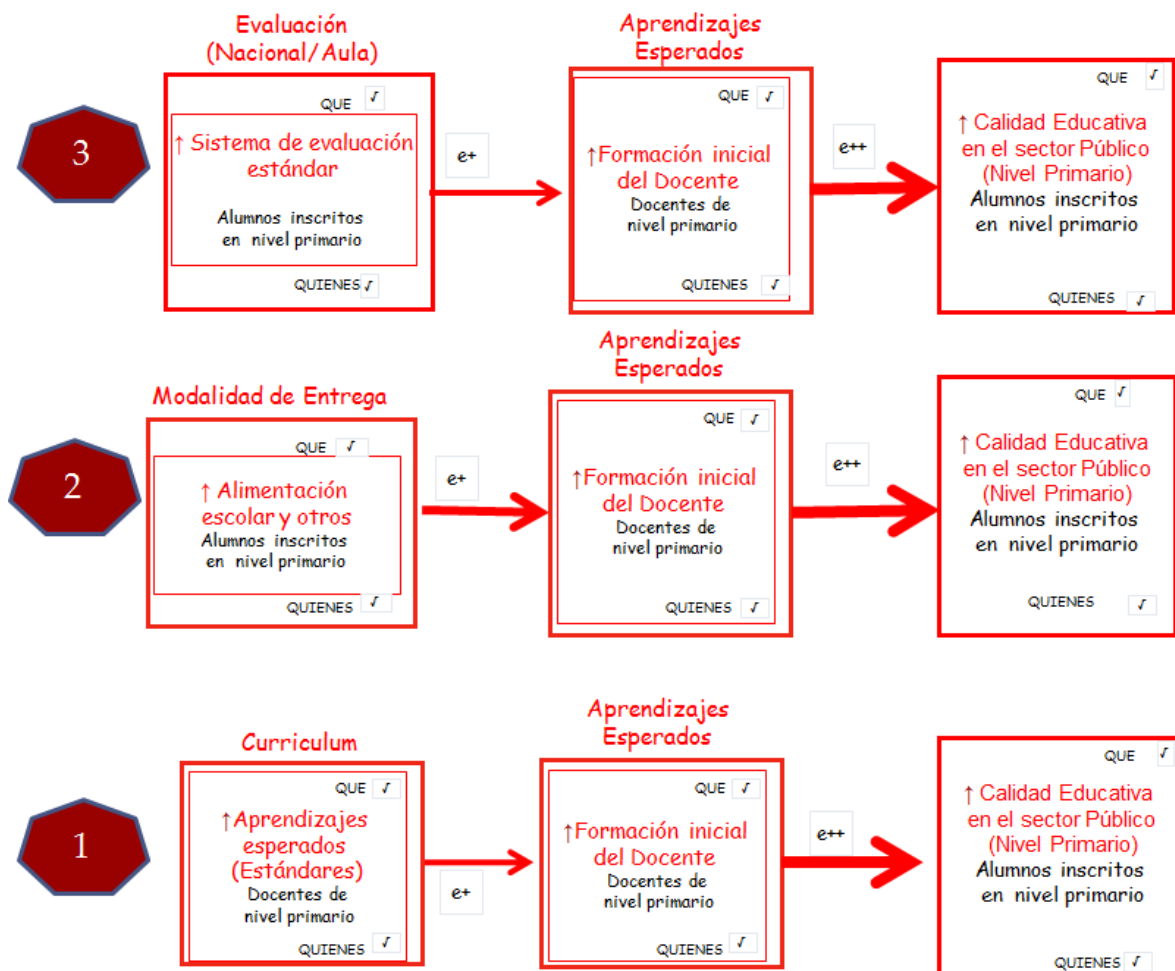 Evaluación
(Nacional/Aula)
Aprendizajes
Esperados
3
QUE √
↑ Sistema de evaluación
estándar
Alumnos inscritos
en nivel primario
QUIENES √
e+
QUE √
↑Formación inicial
del Docente
Docentes de
nivel primario
QUIENES √
e++
QUE √
↑ Calidad Educativa
en el sector Público
(Nivel Primario)
Alumnos inscritos
en nivel primario
QUIENES √
Modalidad de Entrega
Aprendizajes
Esperados
2
QUE √
↑ Alimentación
escolar y otros
Alumnos inscritos
en nivel primario
QUIENES √
e+
QUE √
↑Formación inicial
del Docente
Docentes de
nivel primario
QUIENES √
e++
QUE √
↑ Calidad Educativa
en el sector Público
(Nivel Primario)
Alumnos inscritos
en nivel primario
QUIENES √
Curriculum
Aprendizajes
Esperados
1
QUE √
↑Aprendizajes
esperados
(Estándares)
Docentes de
nivel primario
QUIENES √
e+
QUE √
↑Formación inicial
del Docente
Docentes de
nivel primario
QUIENES √
e++
QUE √
↑ Calidad Educativa
en el sector Público
(Nivel Primario)
Alumnos inscritos
en nivel primario
QUIENES √